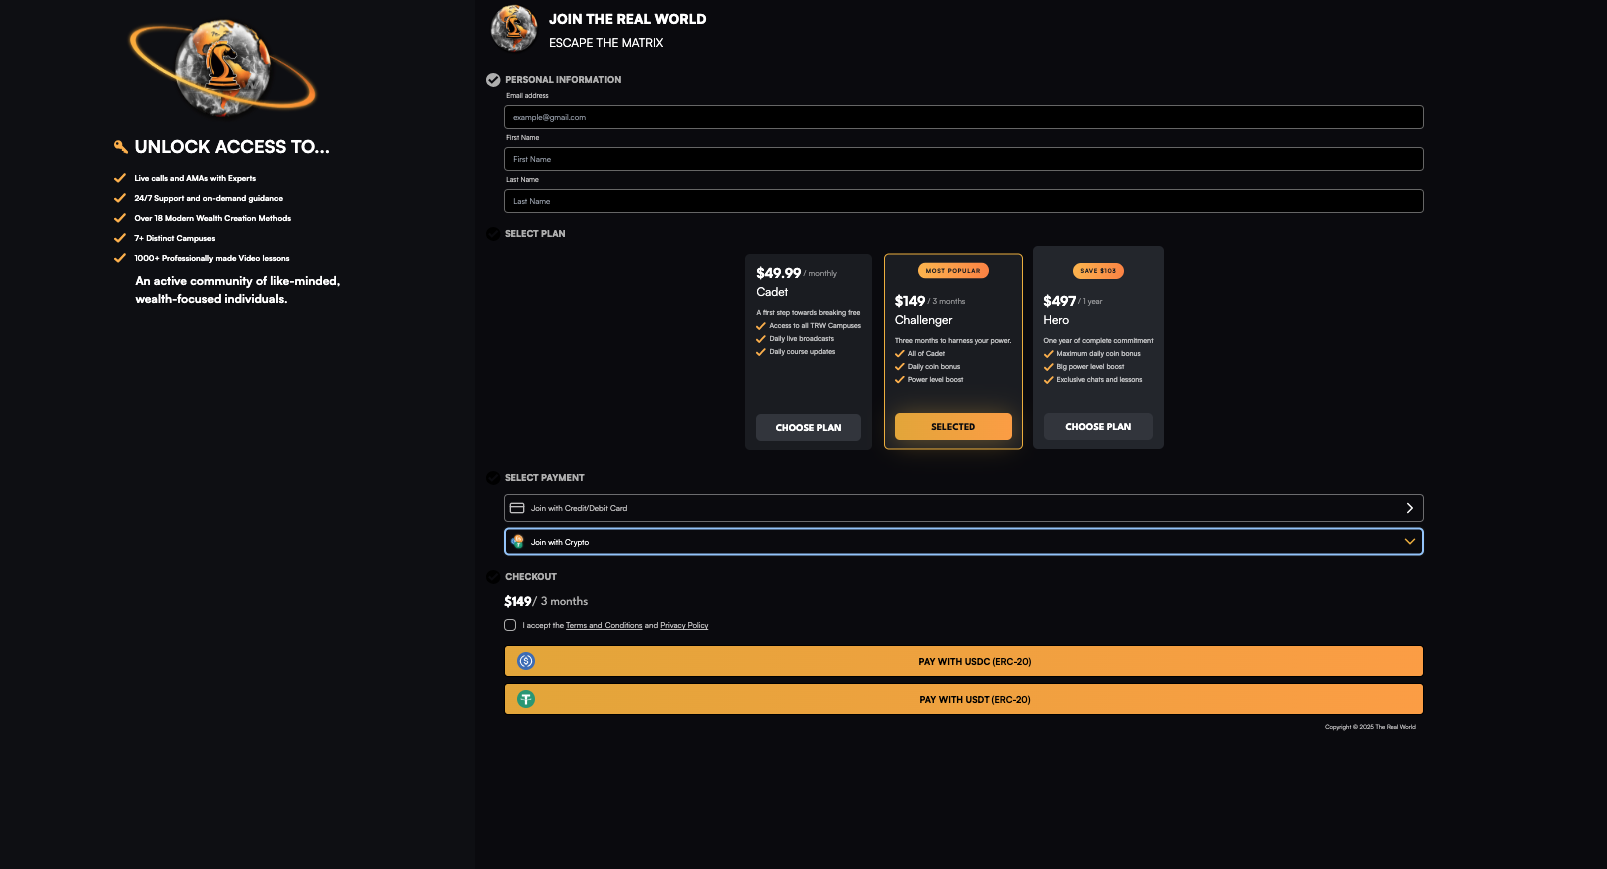 UNLOCK ACCESS TO...
Live calls and AMAs with Experts
24/7 Support and on-demand guidance
Over 18 Modern Wealth Creation Methods
7+ Distinct Campuses
1000+ Professionally made Video lessons
An active community of like-minded,
wealth-focused individuals.
JOIN THE REAL WORLD
ESCAPE THE MATRIX
PERSONAL INFORMATION
Email address
example@gmail.com
First Name
First Name
Last Name
Last Name
SELECT PLAN
$49.99 / monthly
Cadet
A first step towards breaking free
Access to all TRW Campuses
Daily live broadcasts
Daily course updates
CHOOSE PLAN
MOST POPULAR
$149 / 3 months
Challenger
Three months to harness your power.
All of Cadet
Daily coin bonus
Power level boost
SELECTED
SAVE $103
$497 / 1 year
Hero
One year of complete commitment
Maximum daily coin bonus
Big power level boost
Exclusive chats and lessons
CHOOSE PLAN
SELECT PAYMENT
Join with Credit/Debit Card
Join with Crypto
CHECKOUT
$149/ 3 months
I accept the Terms and Conditions and Privacy Policy
PAY WITH USDC (ERC-20)
PAY WITH USDT (ERC-20)
Copyright © 2025 The Real World